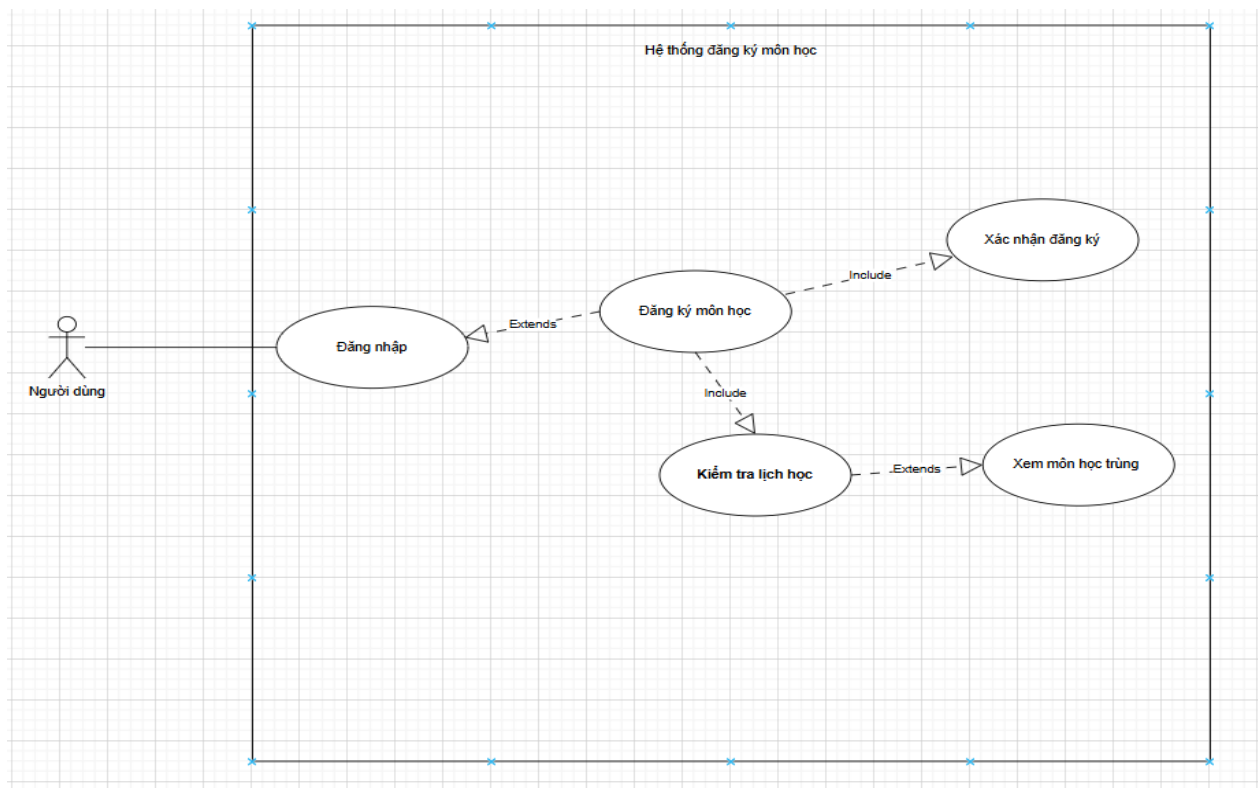 Hệ thống đăng ký môn học
Xác nhận đăng ký
Include
Đăng ký môn học
Extends
Đăng nhập
Người dùng
Include
Kiểm tra lịch học
Extends
Xem môn học trùng